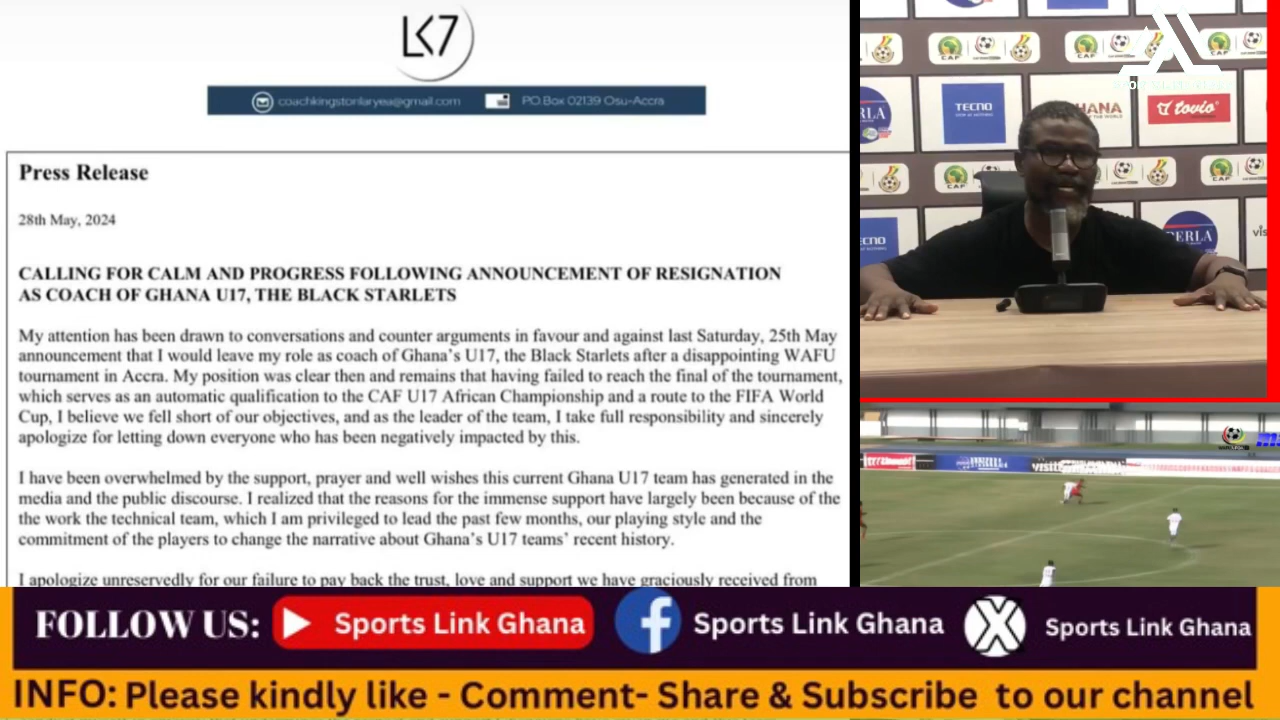 LK7
coachkingstonlaryea@gmail.com
P.O.Box 02139 Osu-Accra
Press Release
28th May, 2024
CALLING FOR CALM AND PROGRESS FOLLOWING ANNOUNCEMENT OF RESIGNATION
AS COACH OF GHANA U17, THE BLACK STARLETS
My attention has been drawn to conversations and counter arguments in favour and against last Saturday, 25th May
announcement that I would leave my role as coach of Ghana's U17, the Black Starlets after a disappointing WAFU
tournament in Accra. My position was clear then and remains that having failed to reach the final of the tournament,
which serves as an automatic qualification to the CAF U17 African Championship and a route to the FIFA World
Cup, I believe we fell short of our objectives, and as the leader of the team, I take full responsibility and sincerely
apologize for letting down everyone who has been negatively impacted by this.
I have been overwhelmed by the support, prayer and well wishes this current Ghana U17 team has generated in the
media and the public discourse. I realized that the reasons for the immense support have largely been because of the
the work the technical team, which I am privileged to lead the past few months, our playing style and the
commitment of the players to change the narrative about Ghana's U17 teams' recent history.
I apologize unreservedly for our failure to pay back the trust, love and support we have graciously received from
CAF
CAF
CAF
TECNO
GHANA
tovio
CAF
CAF
CAF
TECNO
PERLA
FOLLOW US:
Sports Link Ghana
Sports Link Ghana
X
Sports Link Ghana
INFO: Please kindly like - Comment- Share & Subscribe to our channel